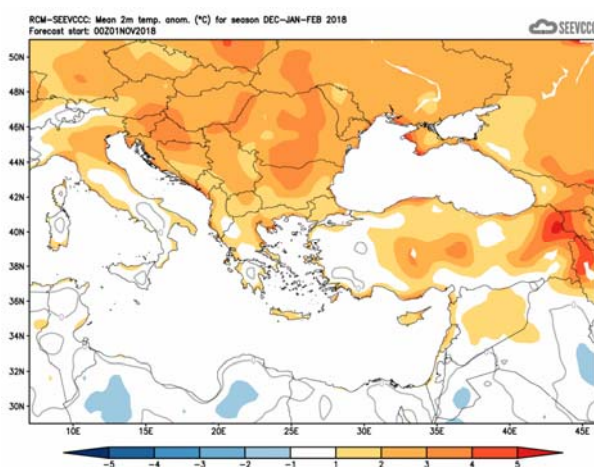 RCM-SEEVCCC: Mean 2m temp. anom. (°C) for season DEC-JAN-FEB 2018
Forecast start: 00Z01NOV2018
SEEVCCC
50N
48N
46N
44N
42N
40N
38N
36N
34N
32N
30N
10E 15E 20E 25E 30E 35E 40E 45E
-5 -4 -3 -2 -1 1 2 3 4